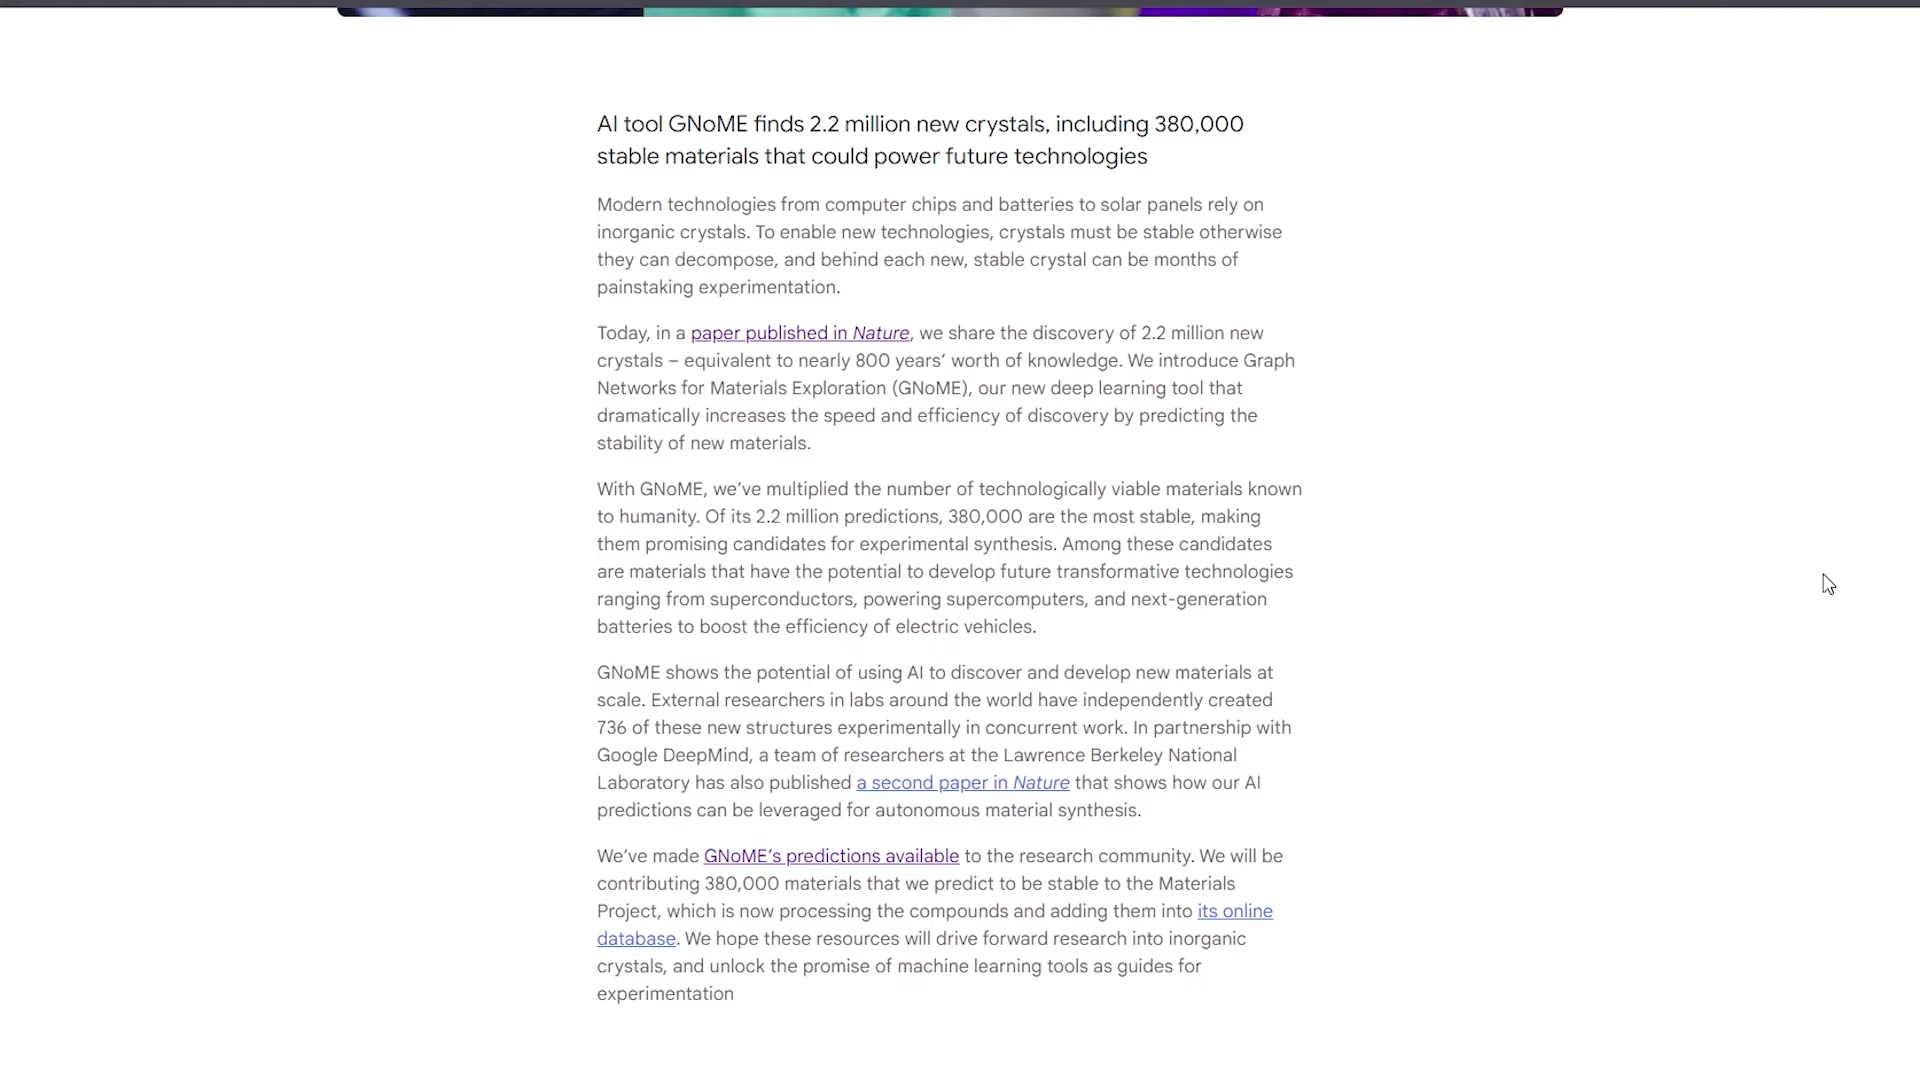 AI tool GNoME finds 2.2 million new crystals, including 380,000
stable materials that could power future technologies
Modern technologies from computer chips and batteries to solar panels rely on
inorganic crystals. To enable new technologies, crystals must be stable otherwise
they can decompose, and behind each new, stable crystal can be months of
painstaking experimentation.
Today, in a paper published in Nature, we share the discovery of 2.2 million new
crystals – equivalent to nearly 800 years’ worth of knowledge. We introduce Graph
Networks for Materials Exploration (GNoME), our new deep learning tool that
dramatically increases the speed and efficiency of discovery by predicting the
stability of new materials.
With GNoME, we’ve multiplied the number of technologically viable materials known
to humanity. Of its 2.2 million predictions, 380,000 are the most stable, making
them promising candidates for experimental synthesis. Among these candidates
are materials that have the potential to develop future transformative technologies
ranging from superconductors, powering supercomputers, and next-generation
batteries to boost the efficiency of electric vehicles.
GNoME shows the potential of using AI to discover and develop new materials at
scale. External researchers in labs around the world have independently created
736 of these new structures experimentally in concurrent work. In partnership with
Google DeepMind, a team of researchers at the Lawrence Berkeley National
Laboratory has also published a second paper in Nature that shows how our AI
predictions can be leveraged for autonomous material synthesis.
We’ve made GNoME’s predictions available to the research community. We will be
contributing 380,000 materials that we predict to be stable to the Materials
Project, which is now processing the compounds and adding them into its online
database. We hope these resources will drive forward research into inorganic
crystals, and unlock the promise of machine learning tools as guides for
experimentation